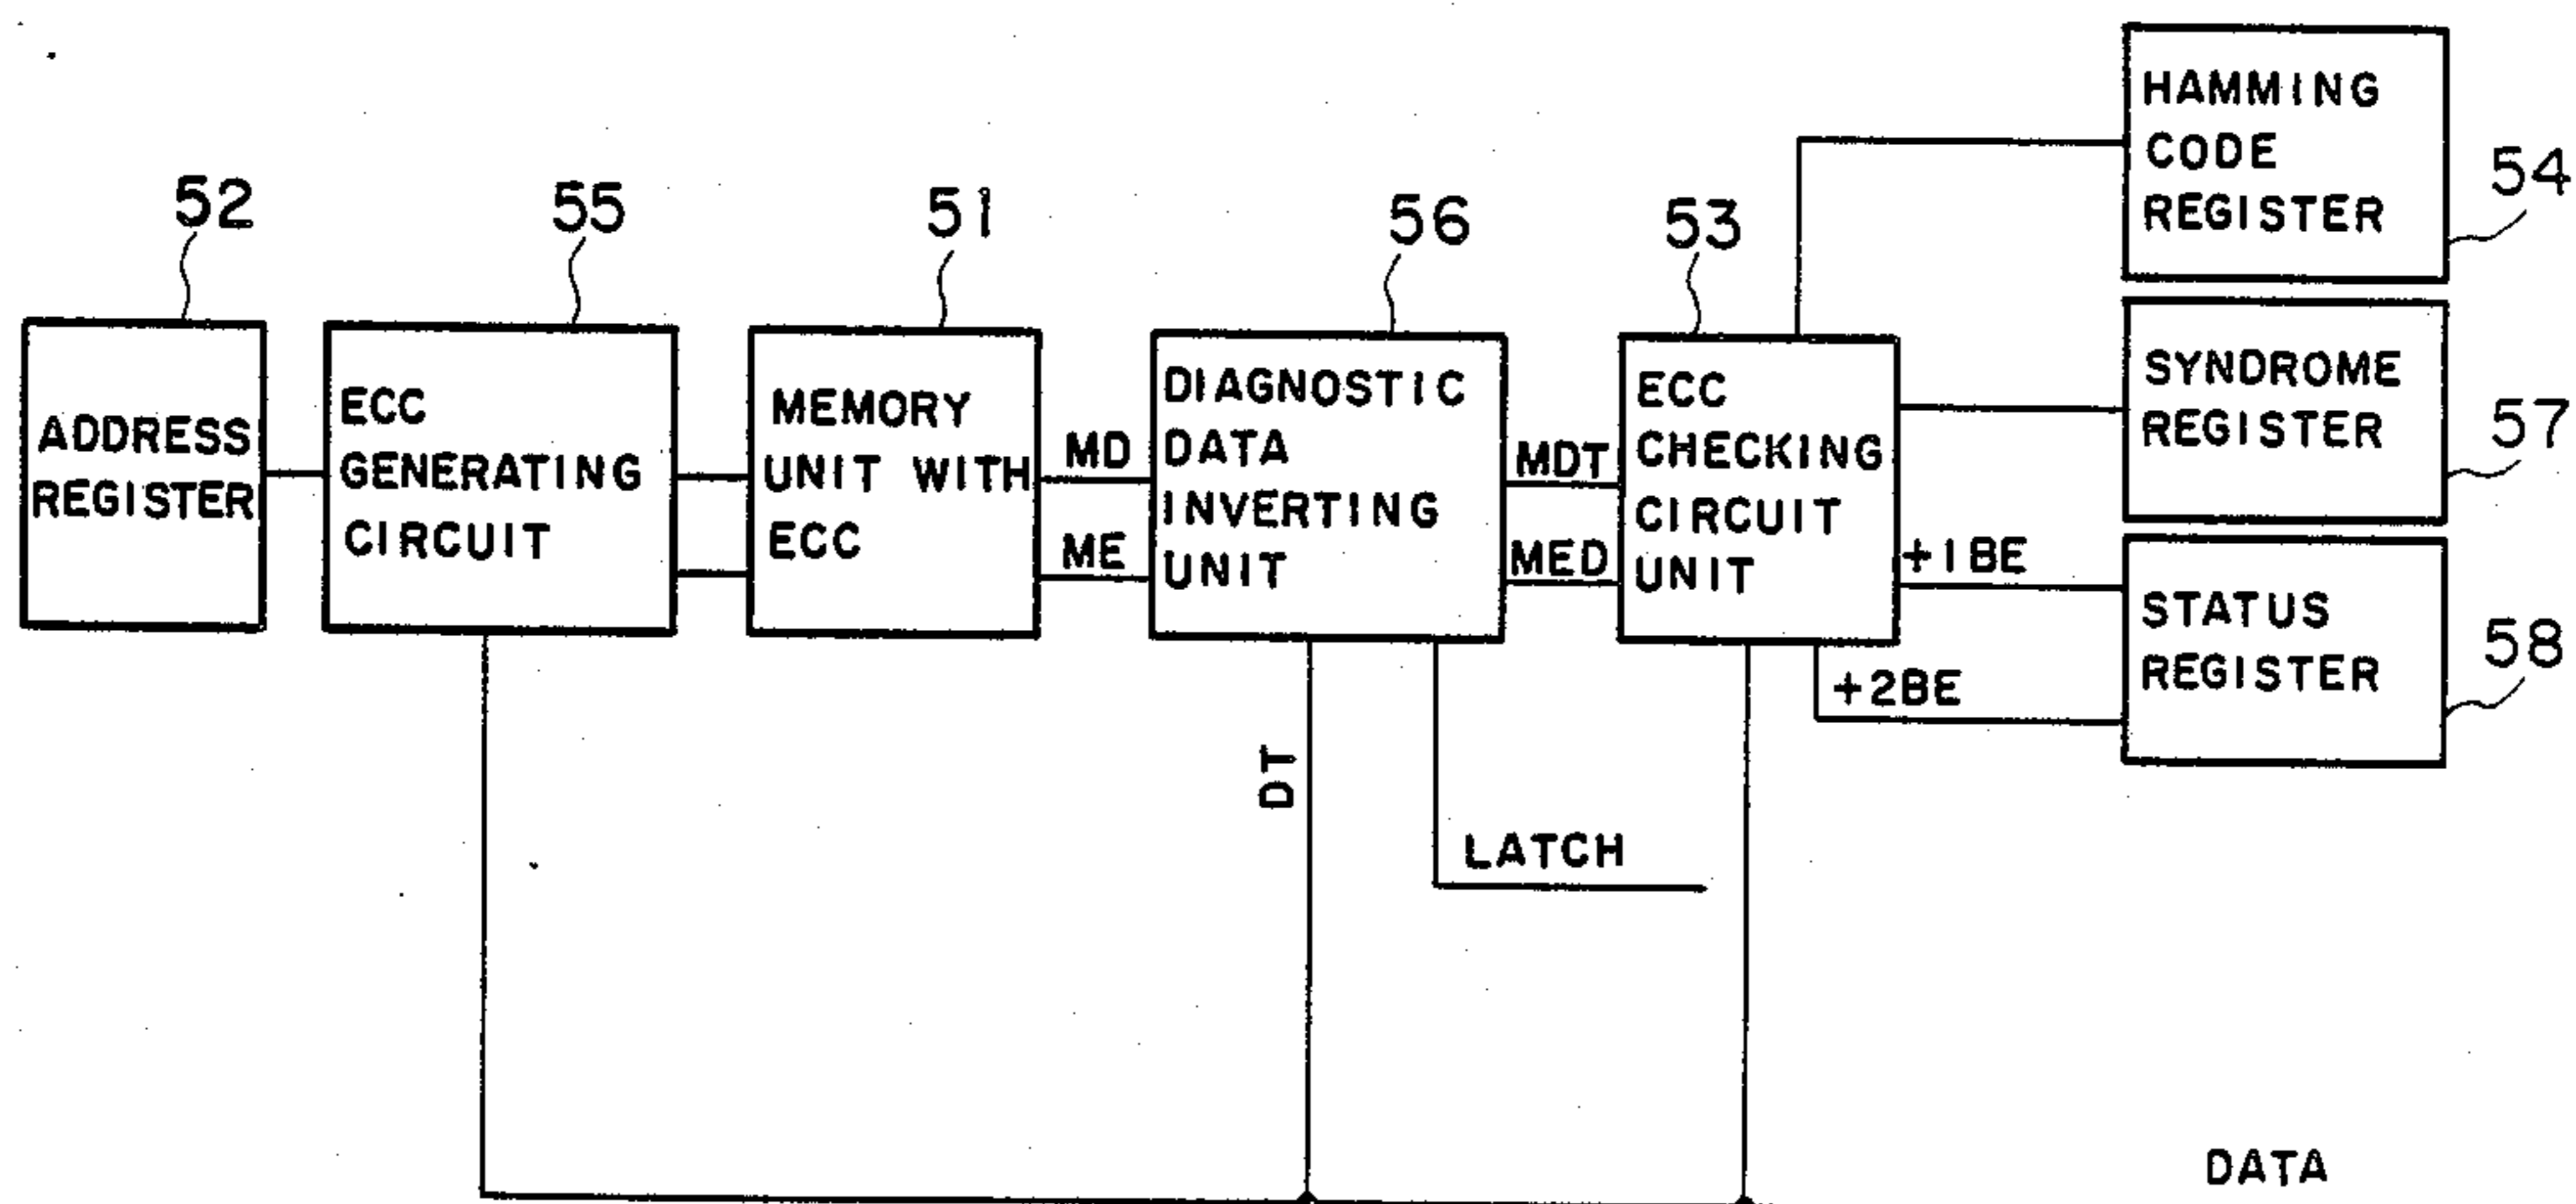 52
55
51
56
53
54
57
58
ADDRESS
REGISTER
ECC
GENERATING
CIRCUIT
MEMORY
UNIT WITH
ECC
MD
ME
DIAGNOSTIC
DATA
INVERTING
UNIT
MDT
MED
ECC
CHECKING
CIRCUIT
UNIT
HAMMING
CODE
REGISTER
SYNDROME
REGISTER
+1BE
STATUS
REGISTER
+2BE
DT
LATCH
DATA